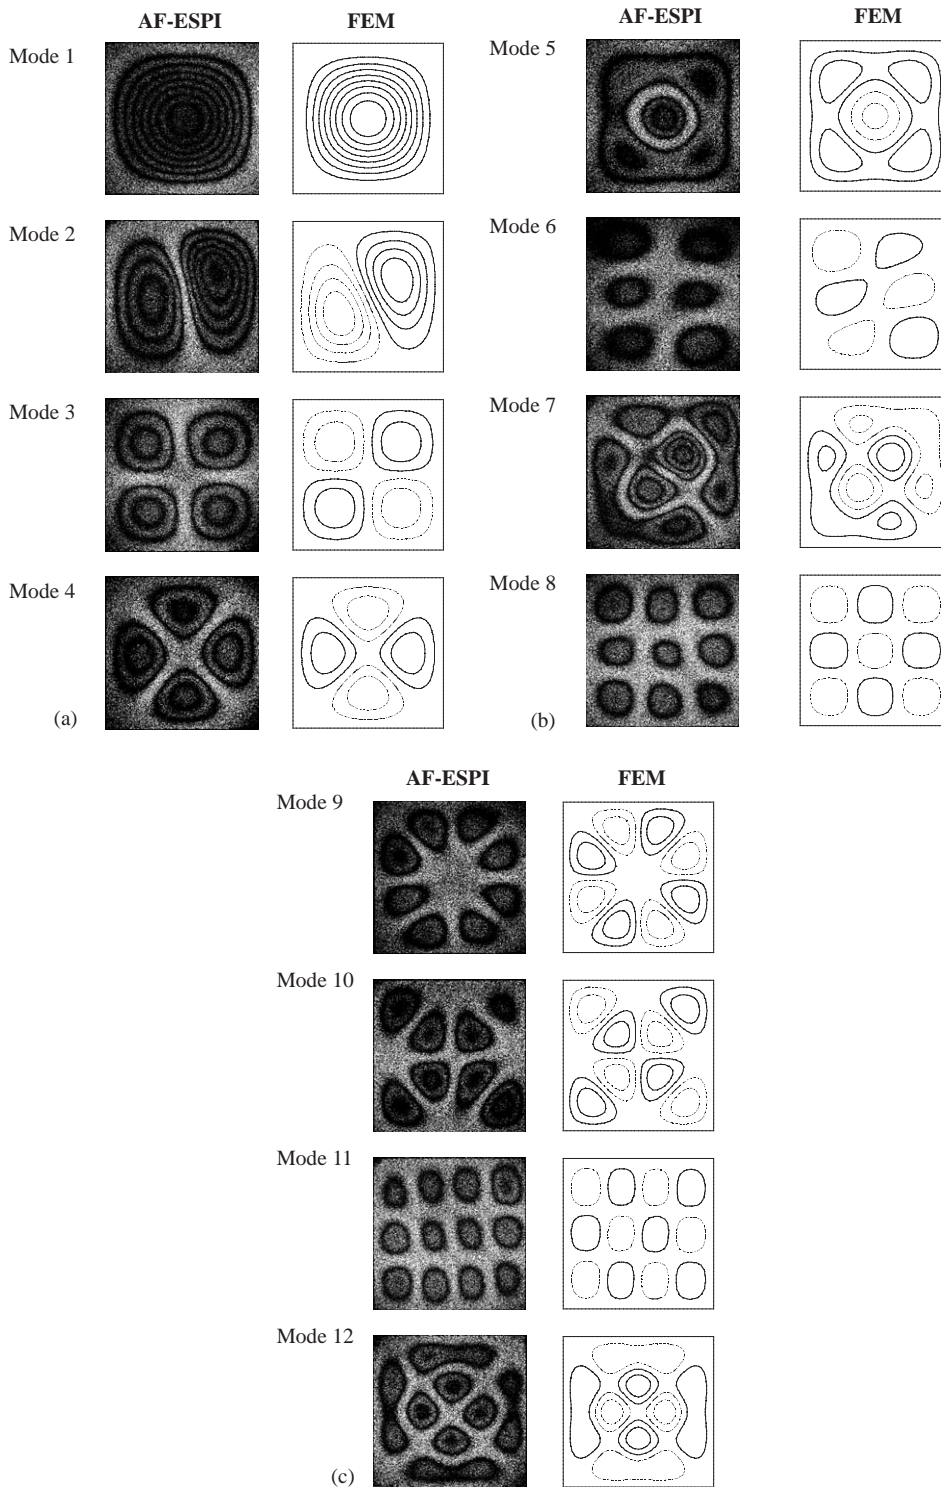 AF-ESPI FEM
Mode 1
Mode 2
Mode 3
Mode 4
(a)
AF-ESPI FEM
Mode 5
Mode 6
Mode 7
Mode 8
(b)
AF-ESPI FEM
Mode 9
Mode 10
Mode 11
Mode 12
(c)